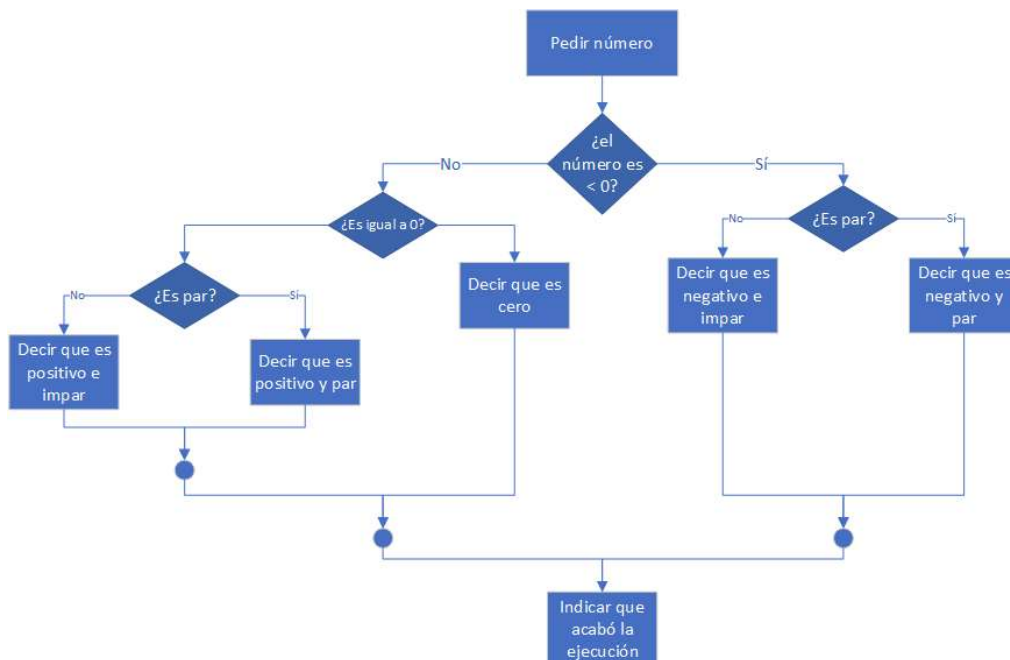 Pedir número
¿el
número es
< 0?
No
Sí
¿Es igual a 0?
¿Es par?
No
Sí
¿Es par?
No
Sí
Decir que es
cero
Decir que es
negativo e
impar
Decir que es
negativo y
par
Decir que es
positivo e
impar
Decir que es
positivo y par
Indicar que
acabó la
ejecución